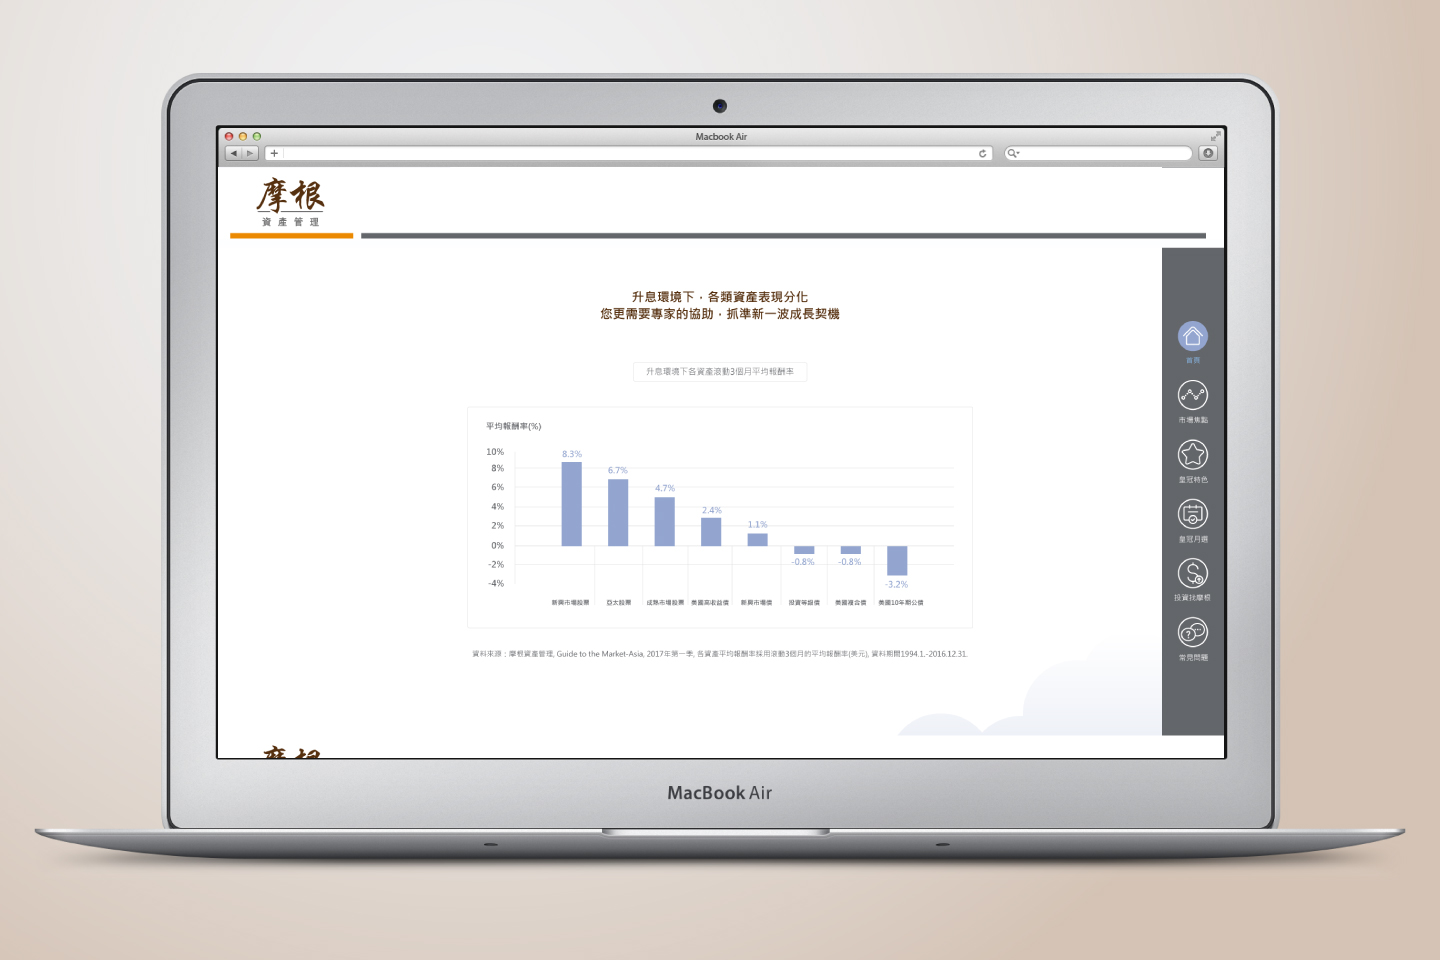 Macbook Air
摩根
資產管理
升息環境下，各類資產表現分化
您更需要專家的協助，抓準新一波成長契機
升息環境下各資產滾動3個月平均報酬率
平均報酬率(%)
10%
8%
6%
4%
2%
0%
-2%
-4%
8.3%
6.7%
4.7%
2.4%
1.1%
-0.8%
-0.8%
-3.2%
新興市場股票 亞太股票 成熟市場股票 美國高收益債 新興市場債 投資等級債 美國複合債 美國10年期公債
資料來源：摩根資產管理, Guide to the Market-Asia, 2017年第一季, 各資產平均報酬率採用滾動3個月的平均報酬率(美元), 資料期間1994.1.-2016.12.31.
首頁
市場焦點
皇冠特色
皇冠月選
投資找摩根
常見問題
MacBook Air